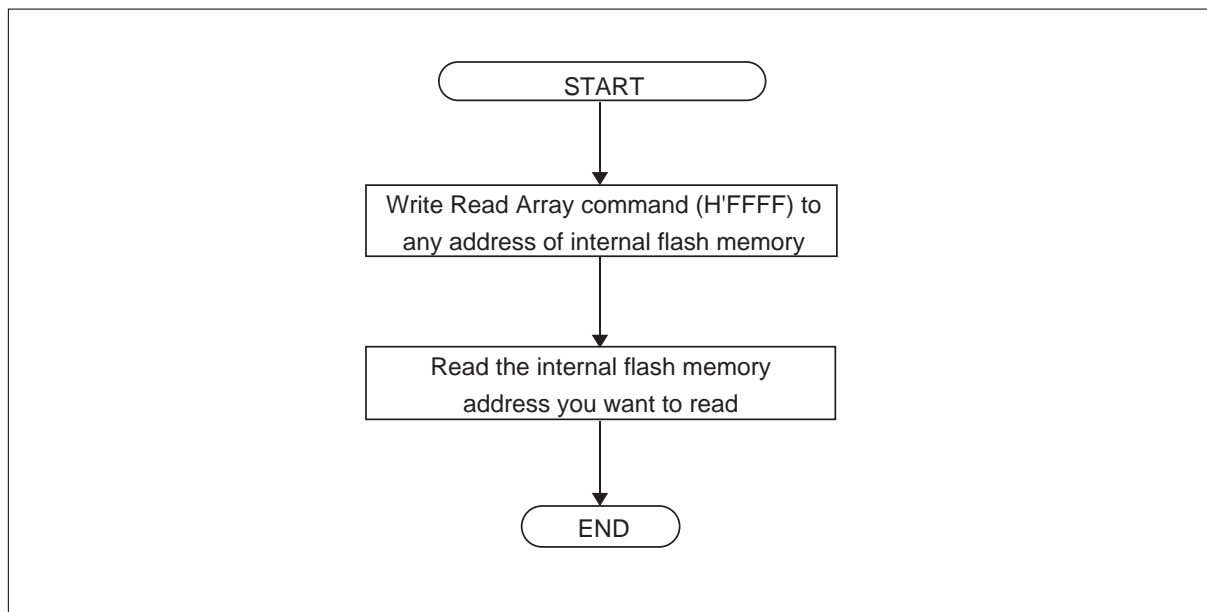 START
Write Read Array command (H'FFFF) to
any address of internal flash memory
Read the internal flash memory
address you want to read
END